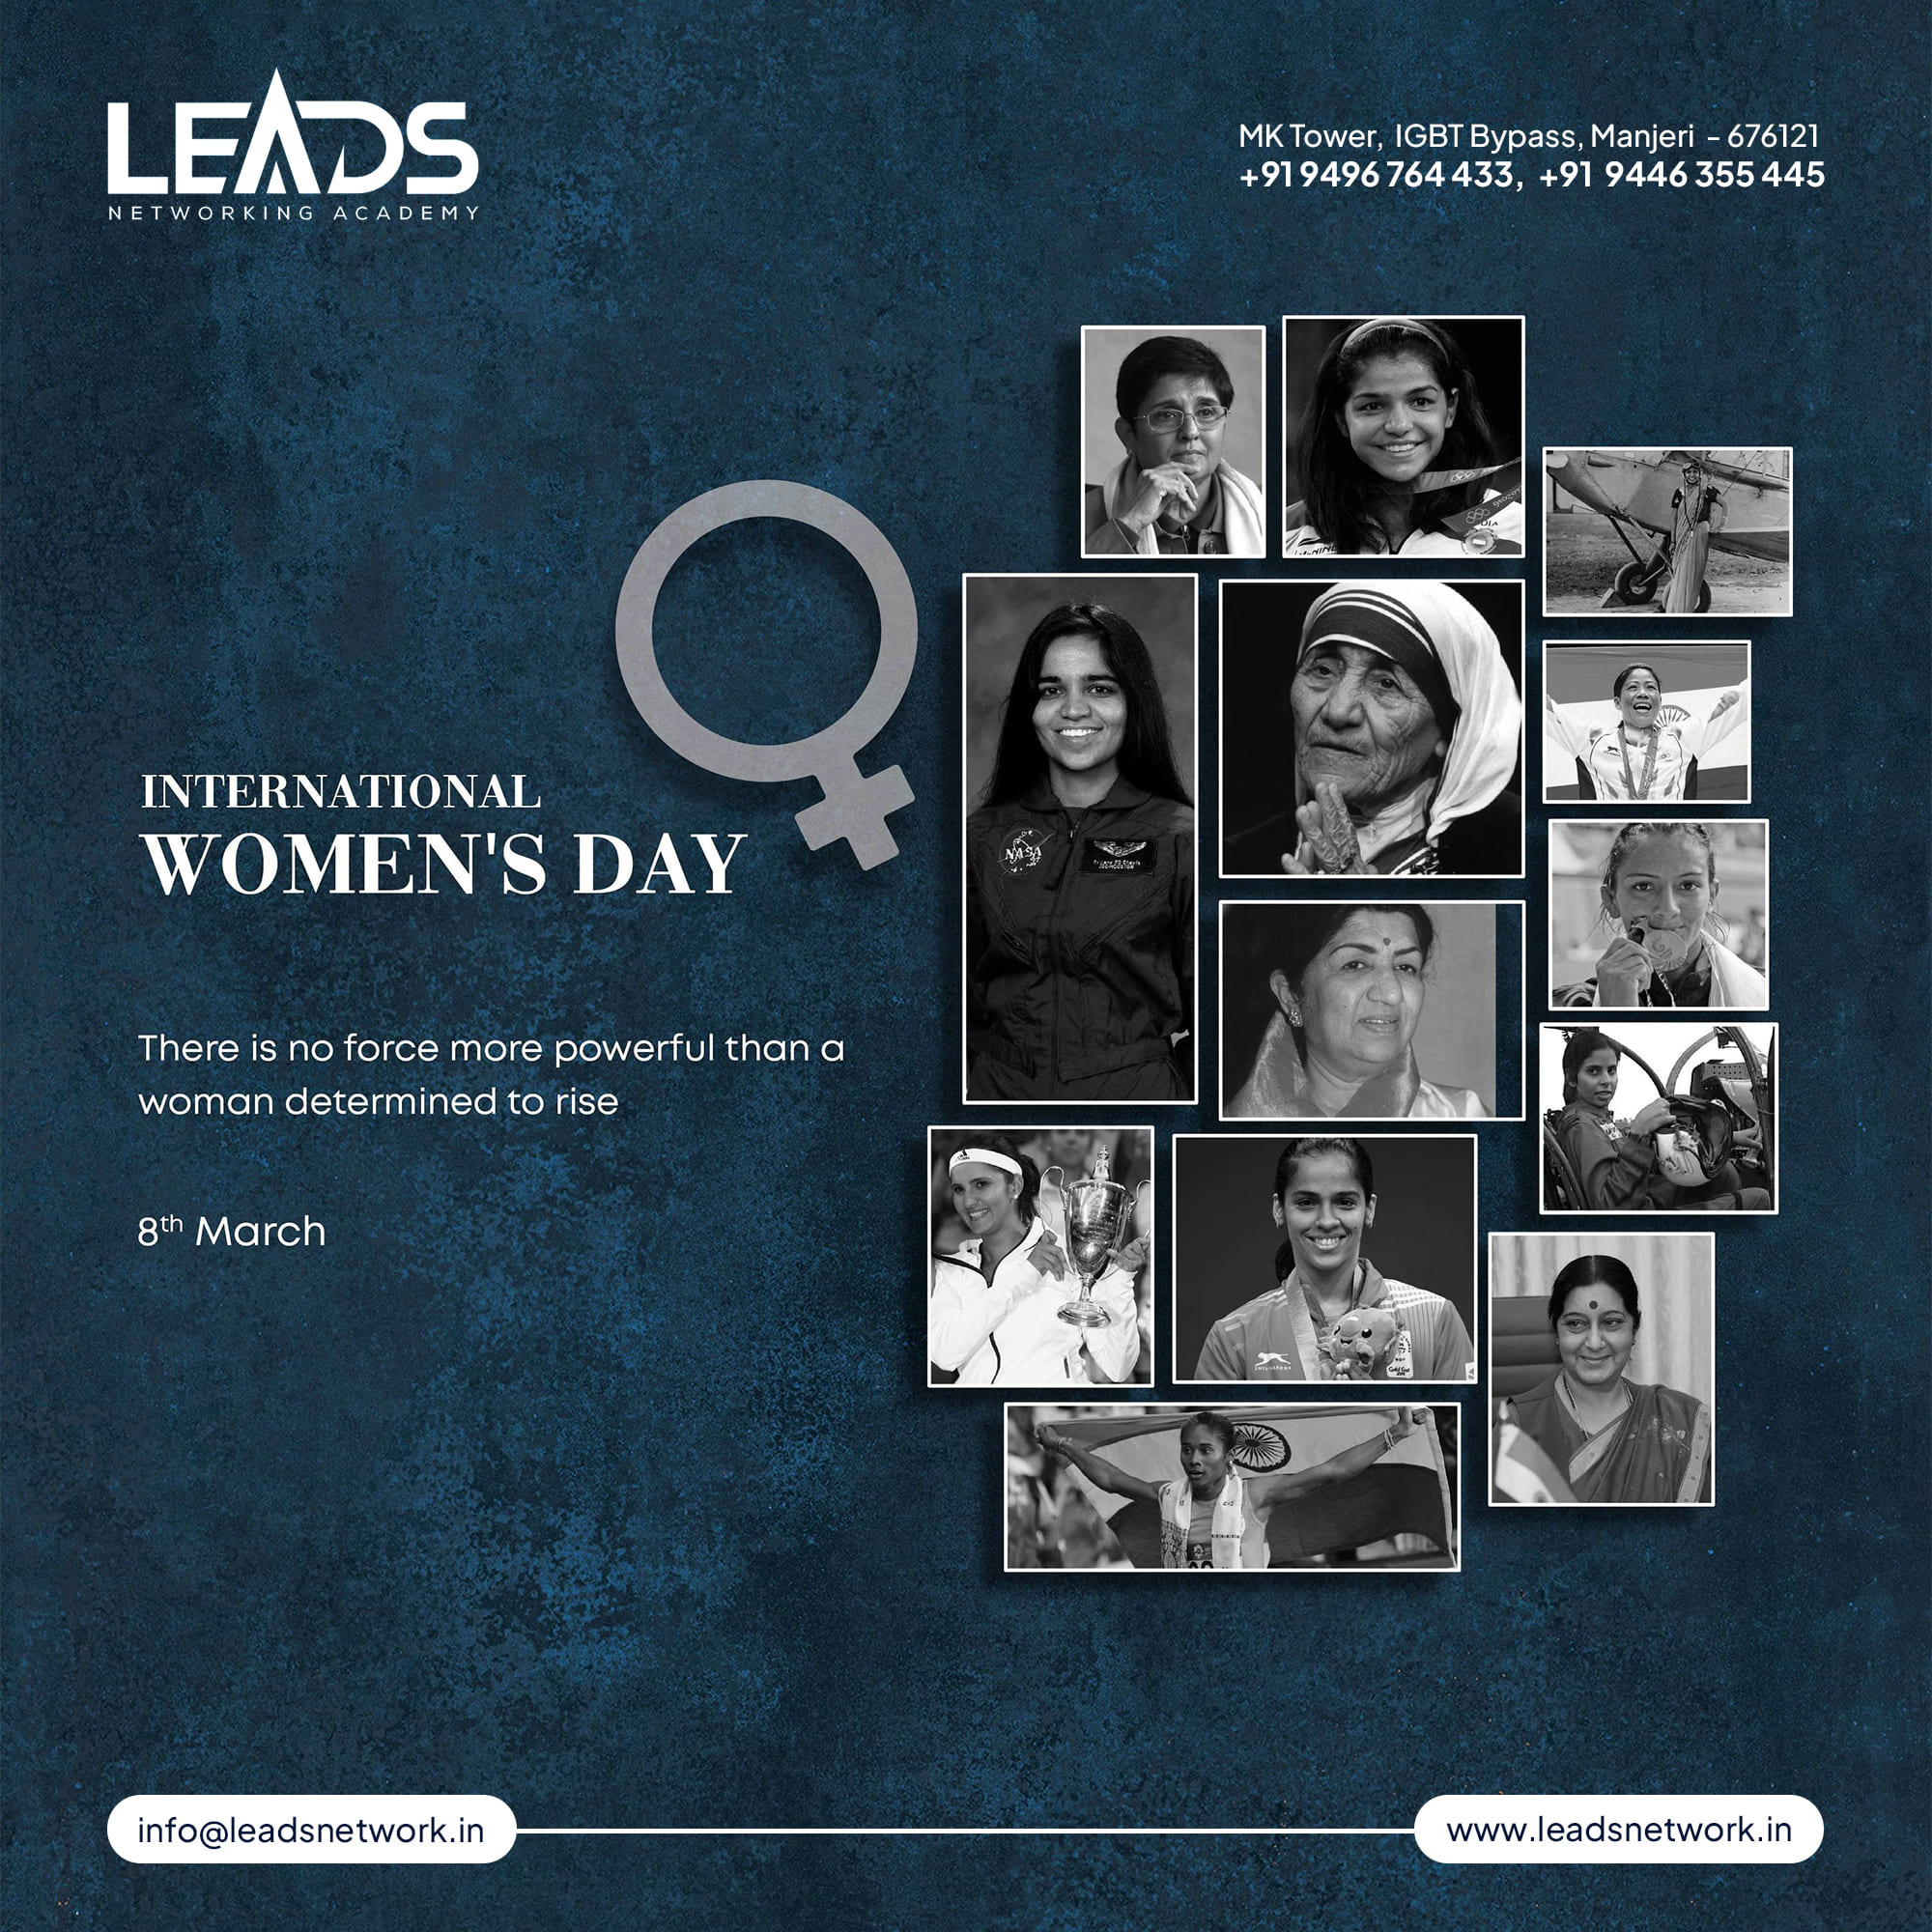 LEADS
NETWORKING ACADEMY
MK Tower, IGBT Bypass, Manjeri - 676121
+91 9496 764 433, +91 9446 355 445
INTERNATIONAL
WOMEN'S DAY
There is no force more powerful than a
woman determined to rise
8th March
NASA
info@leadsnetwork.in
www.leadsnetwork.in